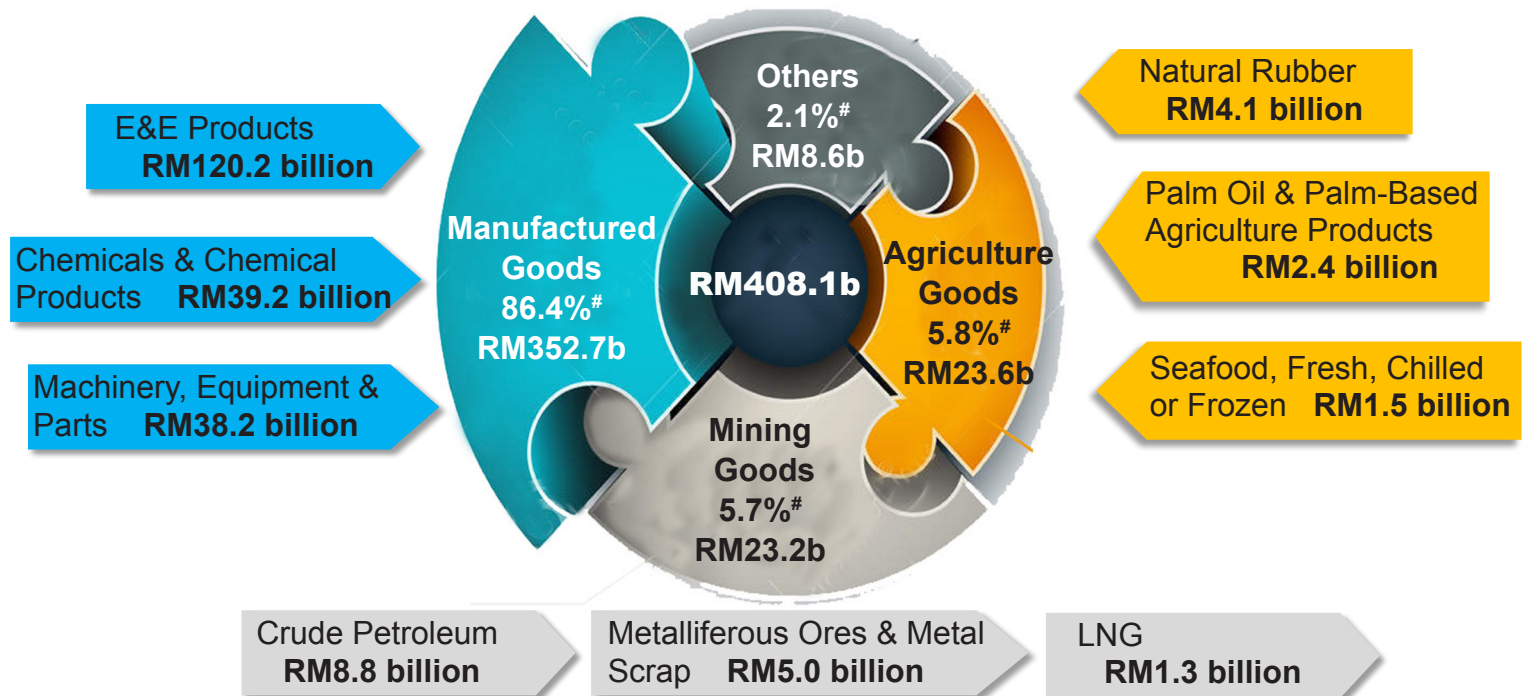 E&E Products
RM120.2 billion
Chemicals & Chemical
Products RM39.2 billion
Machinery, Equipment &
Parts RM38.2 billion
Manufactured
Goods
86.4%#
RM352.7b
Others
2.1%#
RM8.6b
RM408.1b
Agriculture
Goods
5.8%#
RM23.6b
Mining
Goods
5.7%#
RM23.2b
Natural Rubber
RM4.1 billion
Palm Oil & Palm-Based
Agriculture Products
RM2.4 billion
Seafood, Fresh, Chilled
or Frozen RM1.5 billion
Crude Petroleum
RM8.8 billion
Metalliferous Ores & Metal
Scrap RM5.0 billion
LNG
RM1.3 billion